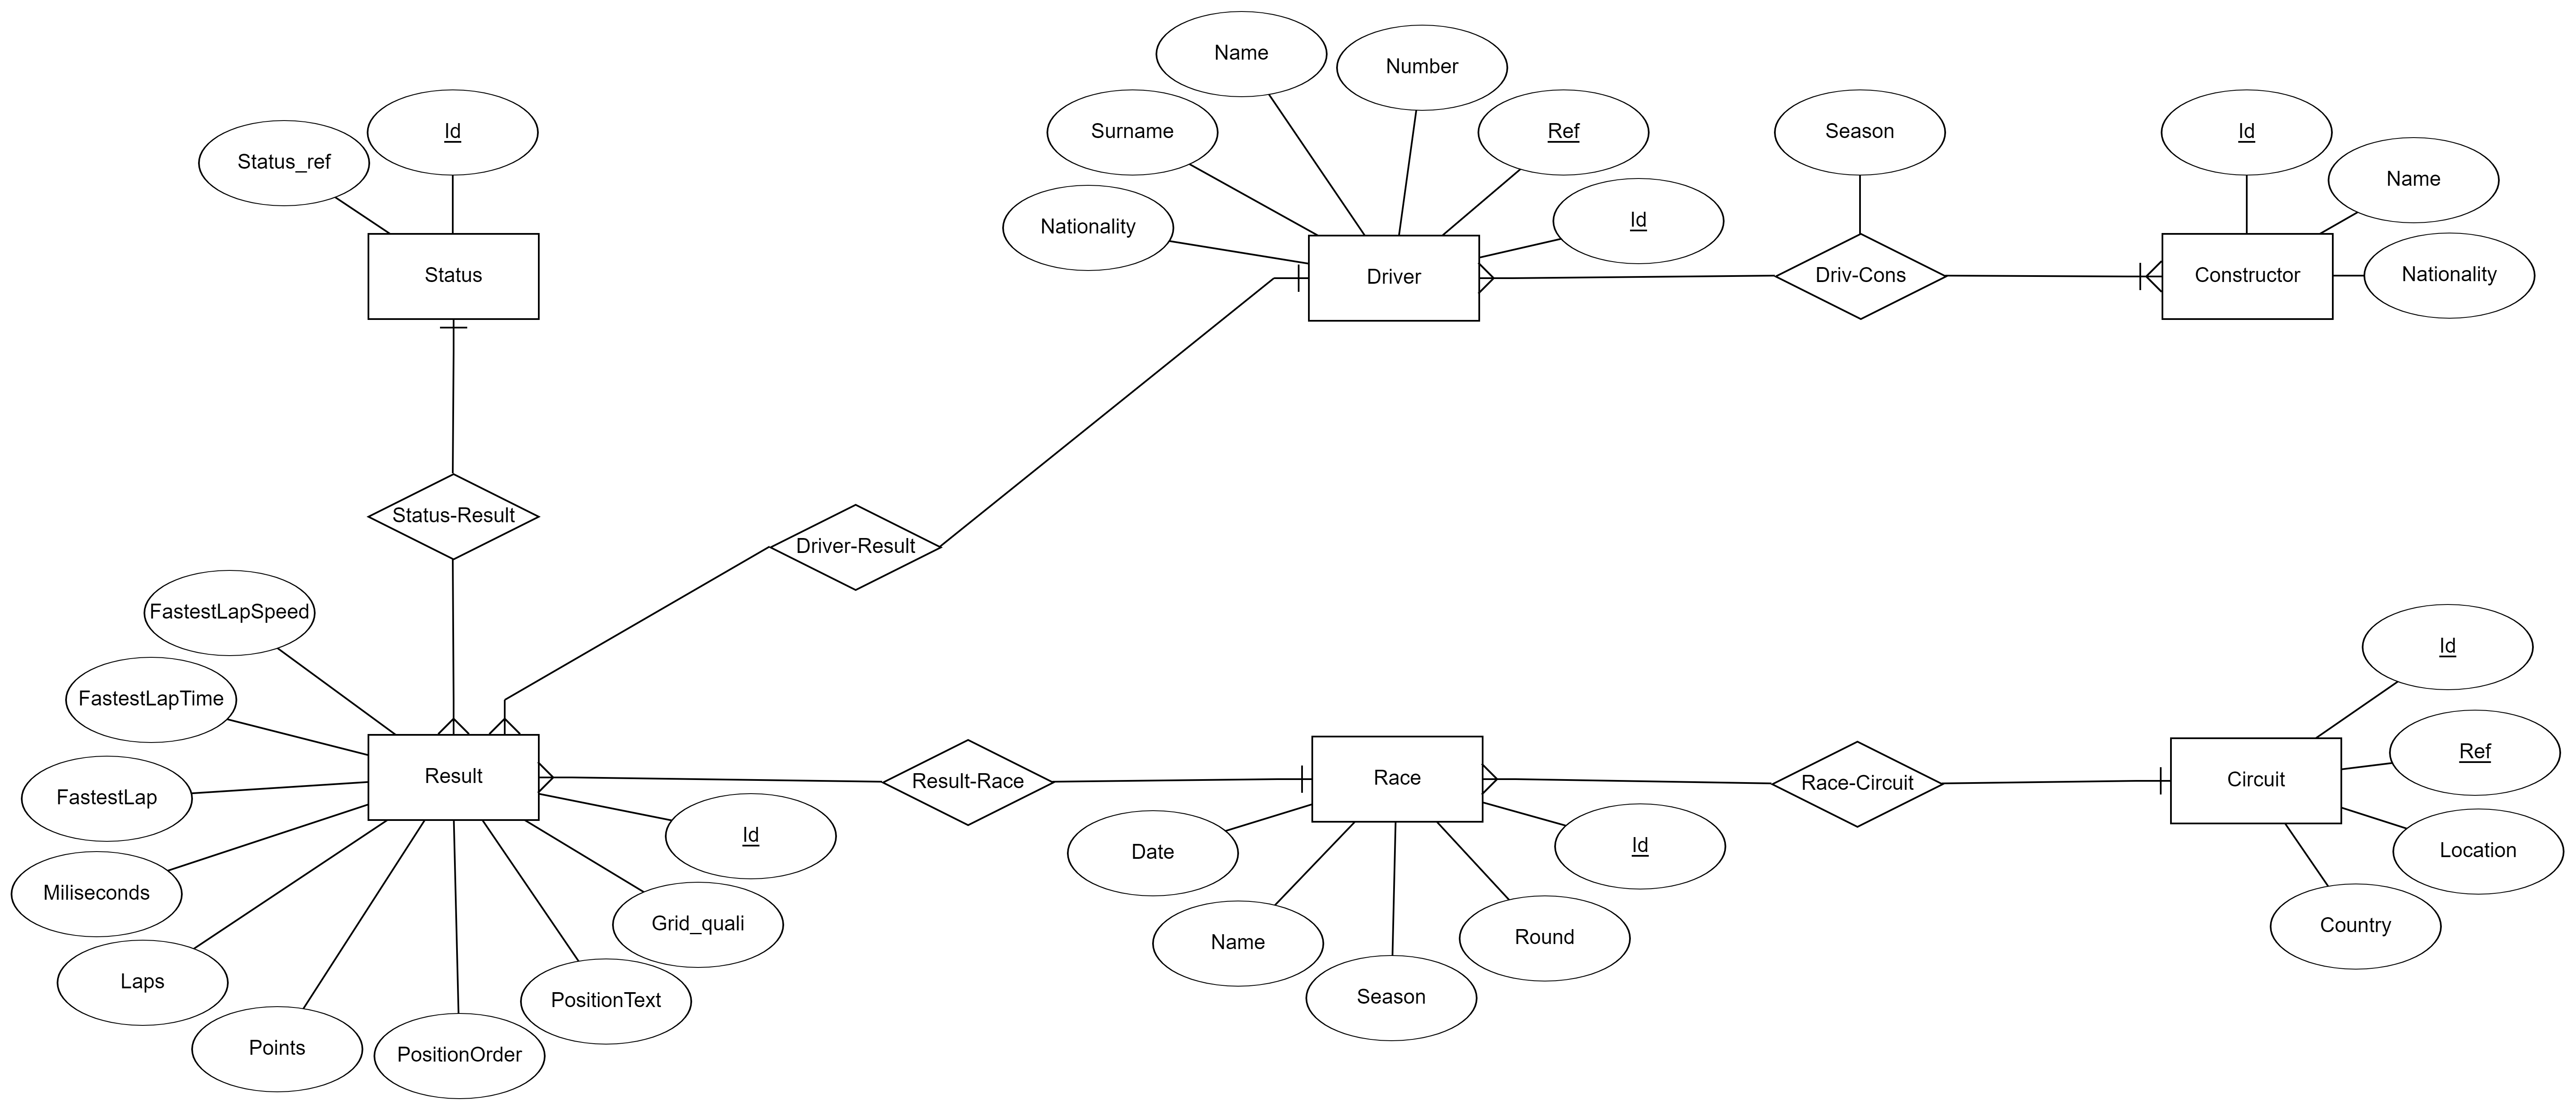 Name
Number
Id
Surname
Ref
Season
Id
Status_ref
Name
Nationality
Id
Status
Driver
Driv-Cons
Constructor
Nationality
Status-Result
Driver-Result
FastestLapSpeed
Id
FastestLapTime
Ref
Result
Result-Race
Race
Race-Circuit
Circuit
FastestLap
Id
Date
Id
Location
Miliseconds
Grid_quali
Name
Round
Country
Laps
PositionText
Season
Points
PositionOrder